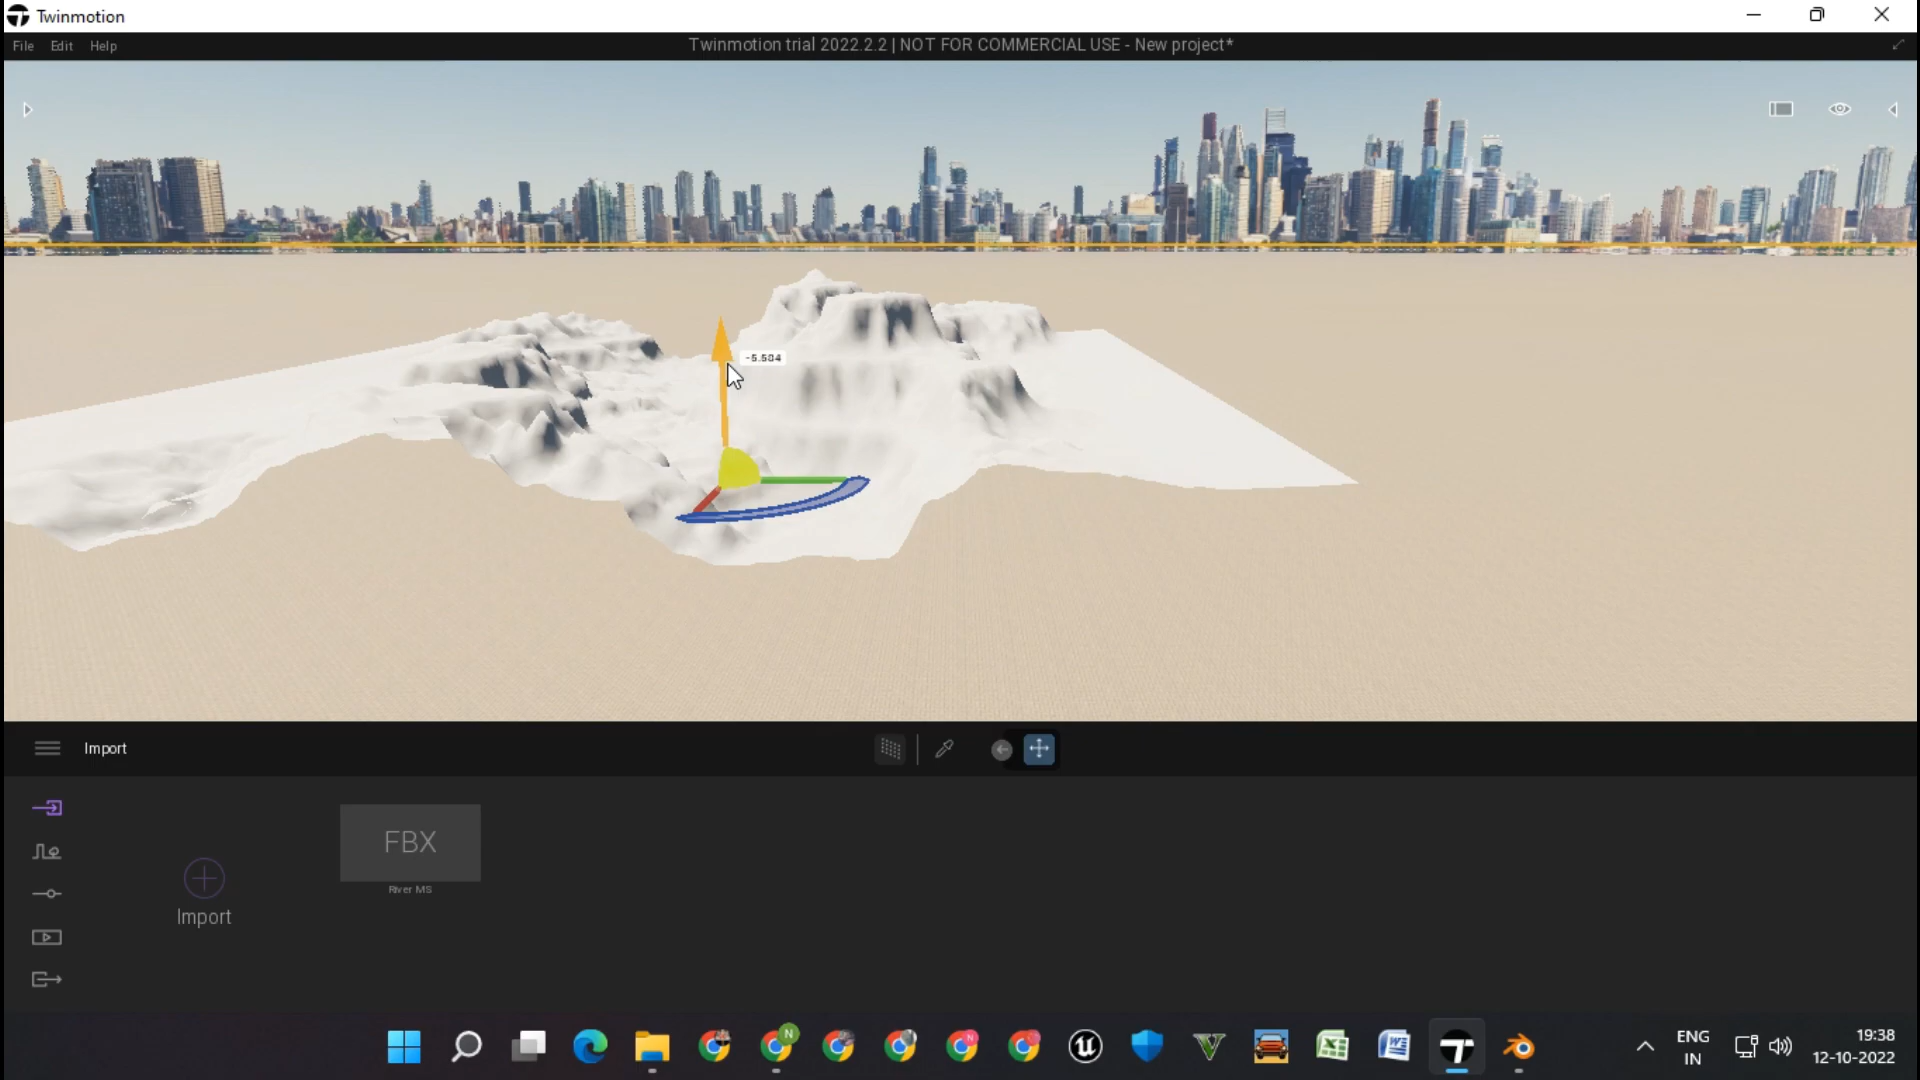 Twinmotion
File Edit Help
Twinmotion trial 2022.2.2 | NOT FOR COMMERCIAL USE - New project*
-5.504
Import
FBX
River MS
Import
N
N
ENG
IN
19:38
12-10-2022